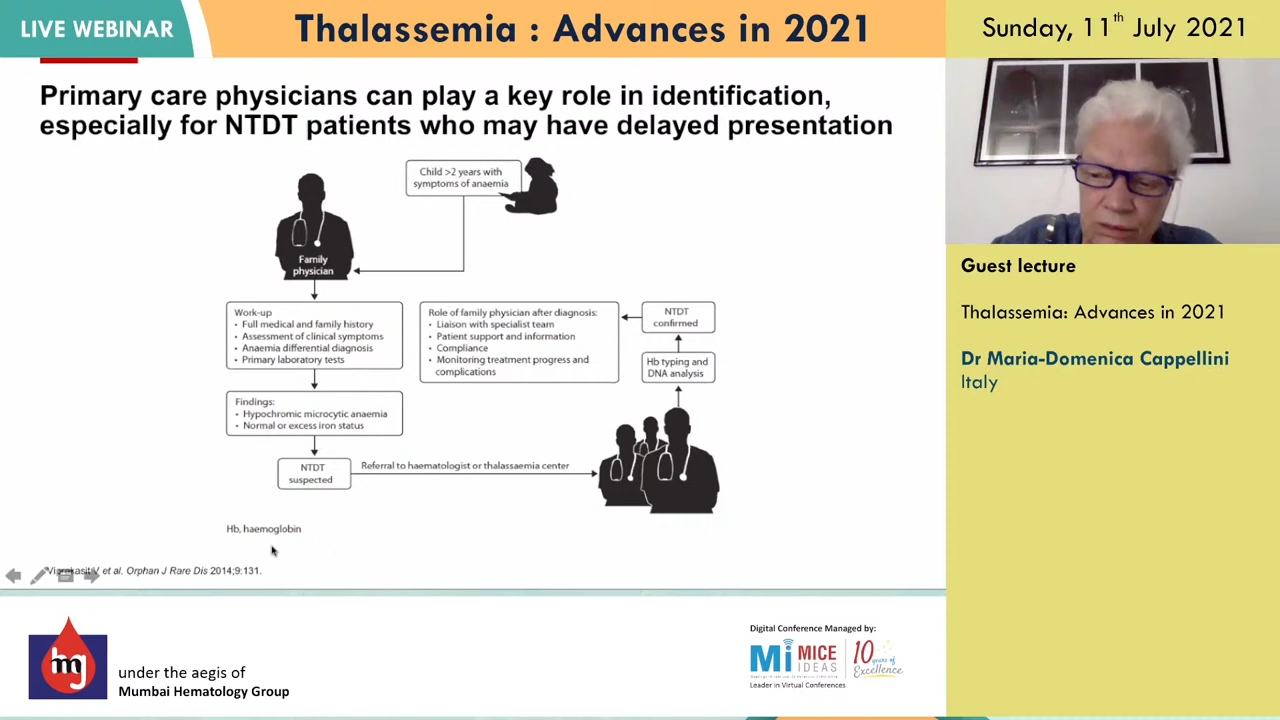 LIVE WEBINAR
Thalassemia : Advances in 2021
Sunday, 11th July 2021
Primary care physicians can play a key role in identification,
especially for NTDT patients who may have delayed presentation
Child >2 years with
symptoms of anaemia
Family
physician
Work-up
• Full medical and family history
• Assessment of clinical symptoms
• Anaemia differential diagnosis
• Primary laboratory tests
Role of family physician after diagnosis:
• Liaison with specialist team
• Patient support and information
• Compliance
• Monitoring treatment progress and
complications
NTDT
confirmed
Hb typing and
DNA analysis
Findings:
• Hypochromic microcytic anaemia
• Normal or excess iron status
NTDT
suspected
Referral to haematologist or thalassaemia center
Hb, haemoglobin
et al. Orphan J Rare Dis 2014;9:131.
Guest lecture
Thalassemia: Advances in 2021
Dr Maria-Domenica Cappellini
Italy
under the aegis of
Mumbai Hematology Group
Digital Conference Managed by:
Mi MICE
IDEAS
10 years of
Excellence
Leader in Virtual Conferences